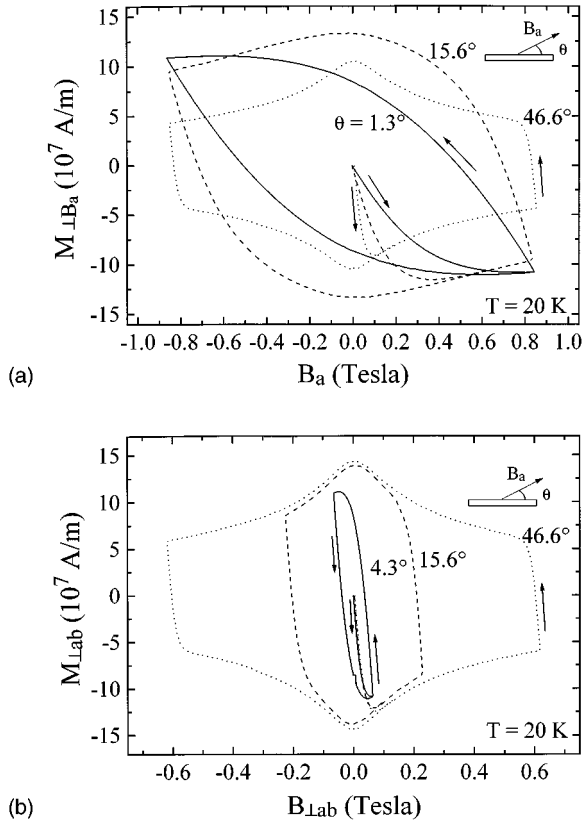 15
10
5
0
-5
-10
-15
M⊥Ba (10⁷ A/m)
15.6°
46.6°
θ = 1.3°
Ba
θ
T = 20 K
-1.0 -0.8 -0.6 -0.4 -0.2 0.0 0.2 0.4 0.6 0.8 1.0
Ba (Tesla)
(a)
15
10
5
0
-5
-10
-15
M⊥ab (10⁷ A/m)
4.3°
15.6°
46.6°
Ba
θ
T = 20 K
-0.6 -0.4 -0.2 0.0 0.2 0.4 0.6
B⊥ab (Tesla)
(b)